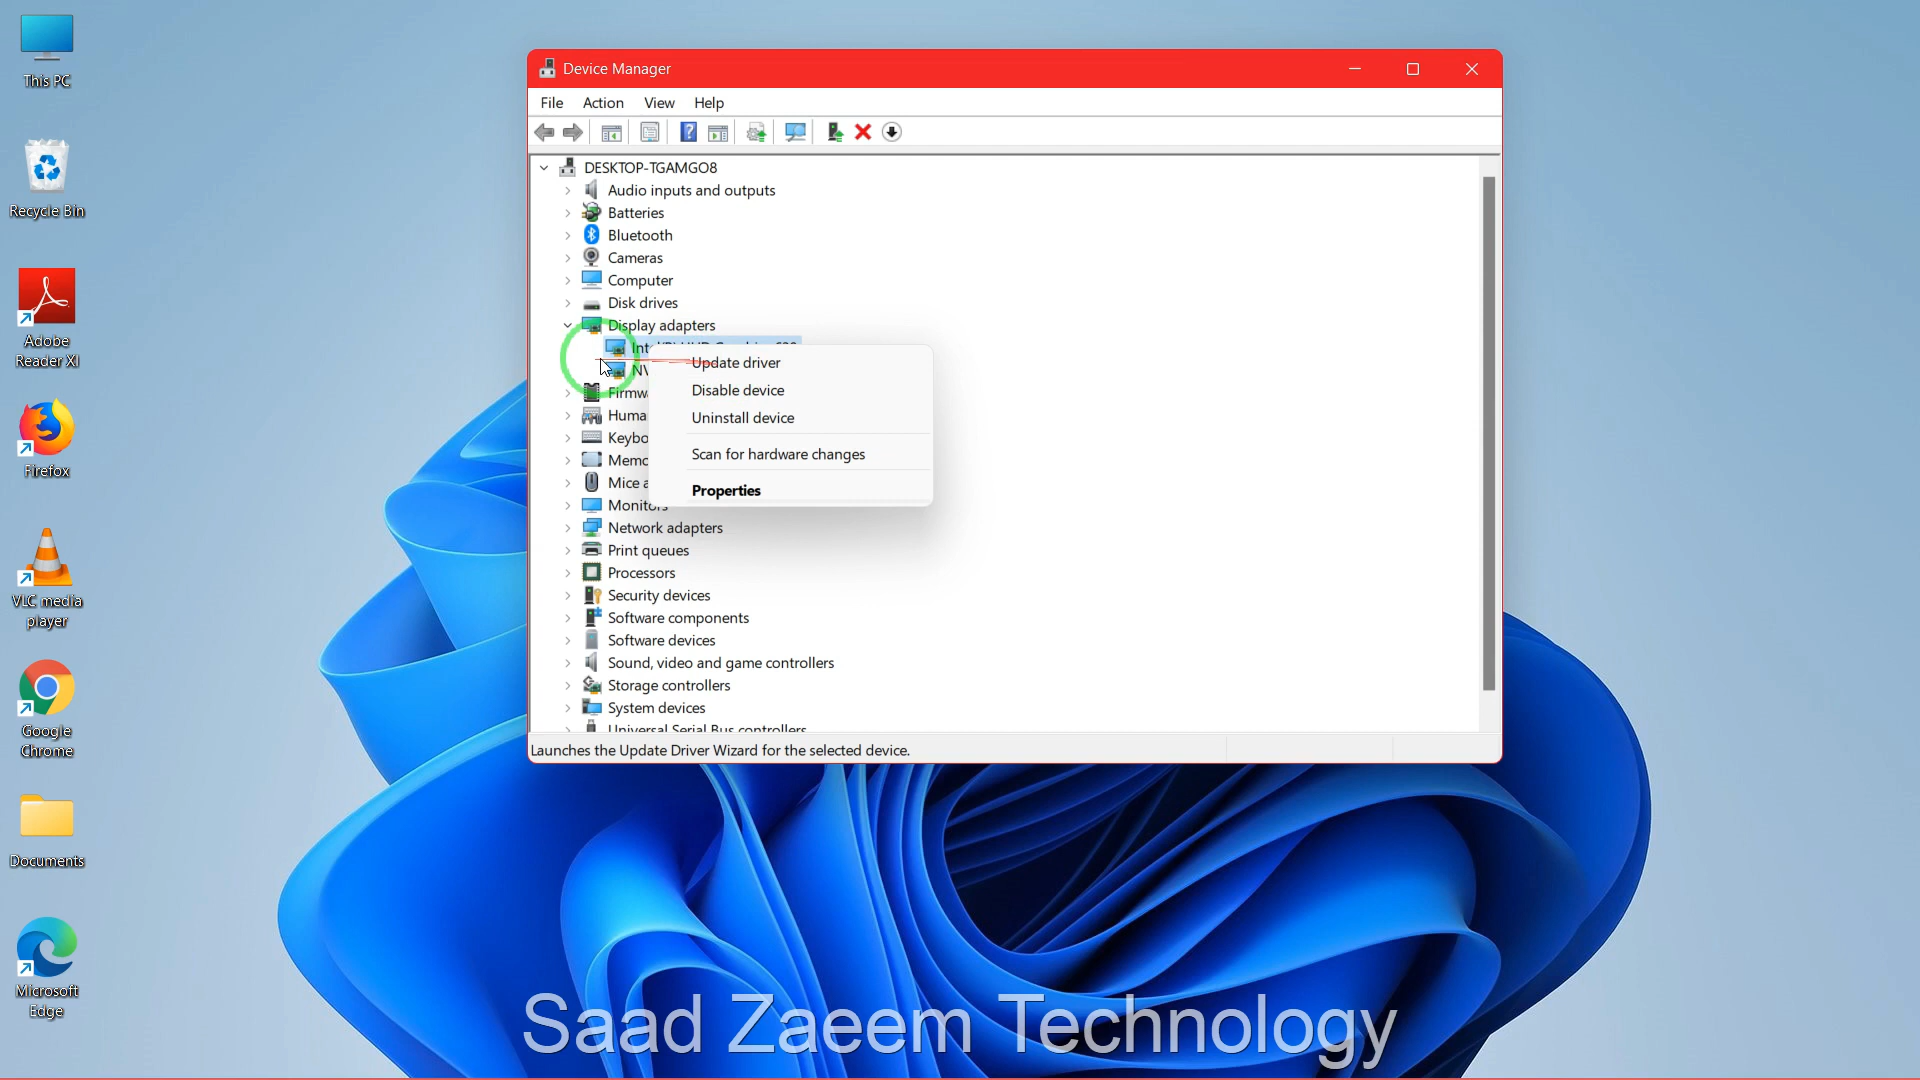 This PC
Recycle Bin
Adobe
Reader XI
Firefox
VLC media
player
Google
Chrome
Documents
Microsoft
Edge
Device Manager
File Action View Help
DESKTOP-TGAMGO8
Audio inputs and outputs
Batteries
Bluetooth
Cameras
Computer
Disk drives
Display adapters
Update driver
Disable device
Uninstall device
Scan for hardware changes
Properties
Mice
Monitors
Network adapters
Print queues
Processors
Security devices
Software components
Software devices
Sound, video and game controllers
Storage controllers
System devices
Universal Serial Bus controllers
Launches the Update Driver Wizard for the selected device.
Saad Zaeem Technology